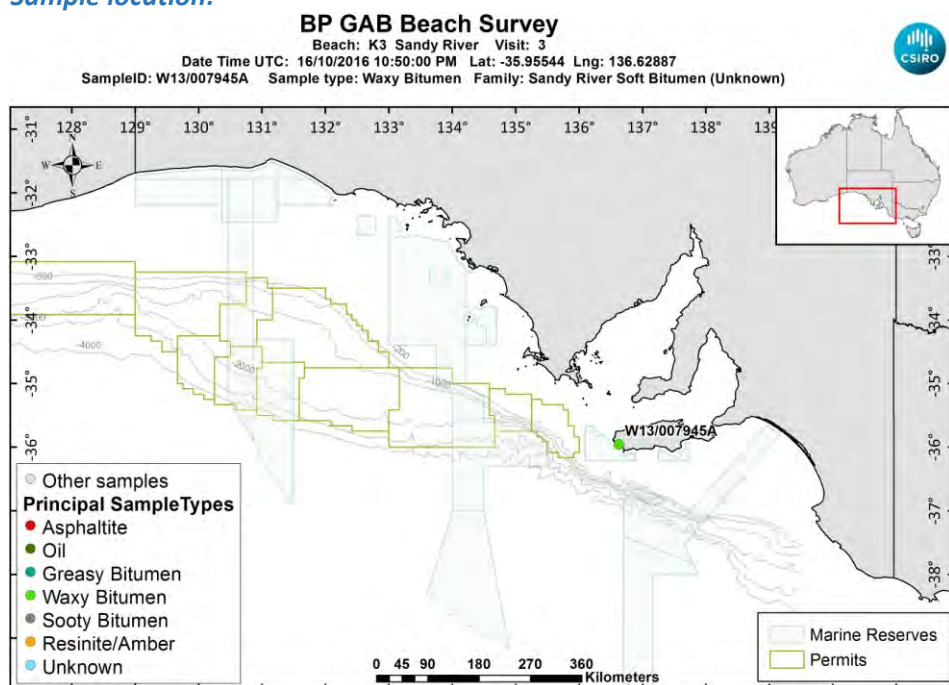 Sample location:
BP GAB Beach Survey
Beach: K3 Sandy River Visit: 3
Date Time UTC: 16/10/2016 10:50:00 PM Lat: -35.95544 Lng: 136.62887
SampleID: W13/007945A Sample type: Waxy Bitumen Family: Sandy River Soft Bitumen (Unknown)
CSIRO
128° 129° 130° 131° 132° 133° 134° 135° 136° 137° 138° 139
-31°
-32°
-33°
-34°
-35°
-36°
N
W E
S
-34°
-35°
-36°
-37°
-38°
-4000
-2000
-200
-1000
W13/007945A
Other samples
Principal SampleTypes
Asphaltite
Oil
Greasy Bitumen
Waxy Bitumen
Sooty Bitumen
Resinite/Amber
Unknown
0 45 90 180 270 360
Kilometers
Marine Reserves
Permits